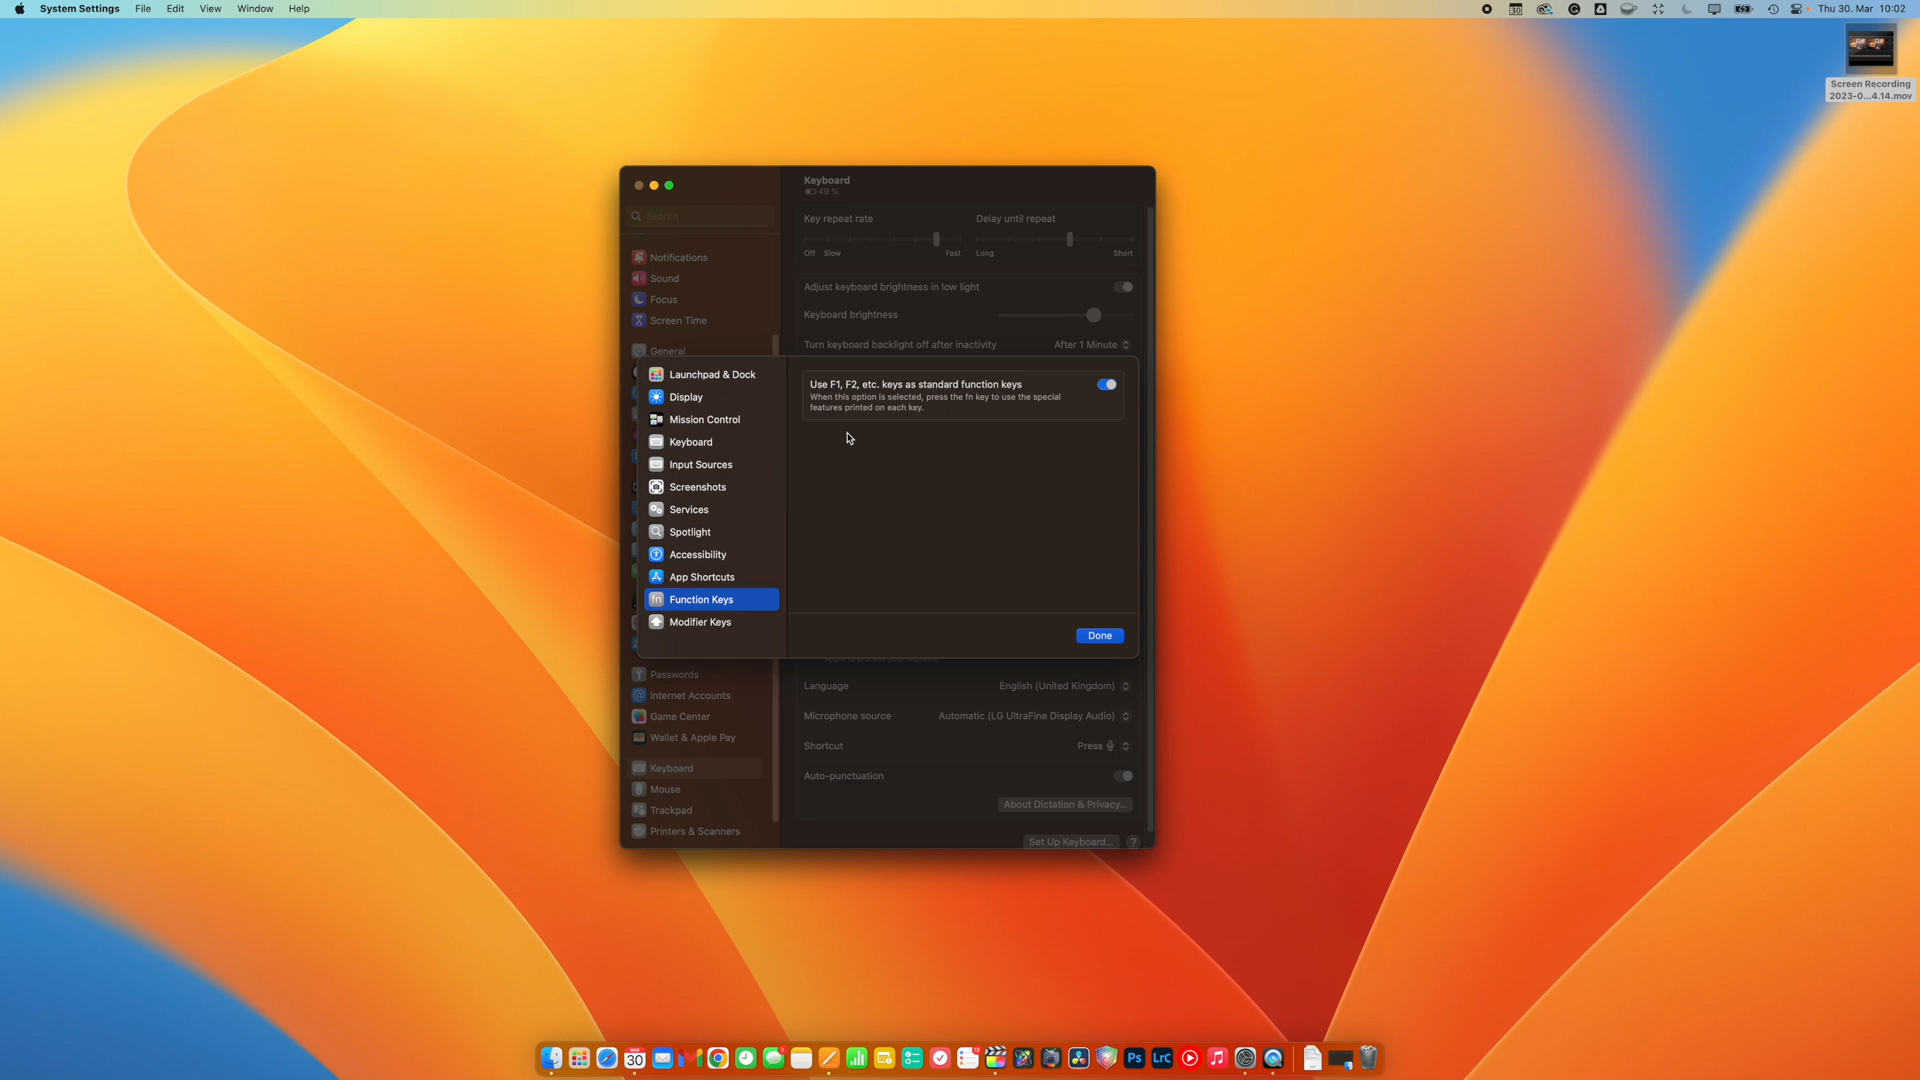 System Settings File Edit View Window Help
30 Thu 30. Mar 10:02
Screen Recording
2023-0...4.14.mov
Keyboard
49 %
Search
Key repeat rate Delay until repeat
Off Slow Fast Long Short
Notifications
Sound
Focus
Screen Time
General
Adjust keyboard brightness in low light
Keyboard brightness
Turn keyboard backlight off after inactivity After 1 Minute
Launchpad & Dock
Display
Mission Control
Keyboard
Input Sources
Screenshots
Services
Spotlight
Accessibility
App Shortcuts
fn Function Keys
Modifier Keys
Use F1, F2, etc. keys as standard function keys
When this option is selected, press the fn key to use the special
features printed on each key.
Done
Passwords
Internet Accounts
Game Center
Wallet & Apple Pay
Keyboard
Mouse
Trackpad
Printers & Scanners
Language English (United Kingdom)
Microphone source Automatic (LG UltraFine Display Audio)
Shortcut Press
Auto-punctuation
About Dictation & Privacy...
Set Up Keyboard... ?
30 Ps LrC